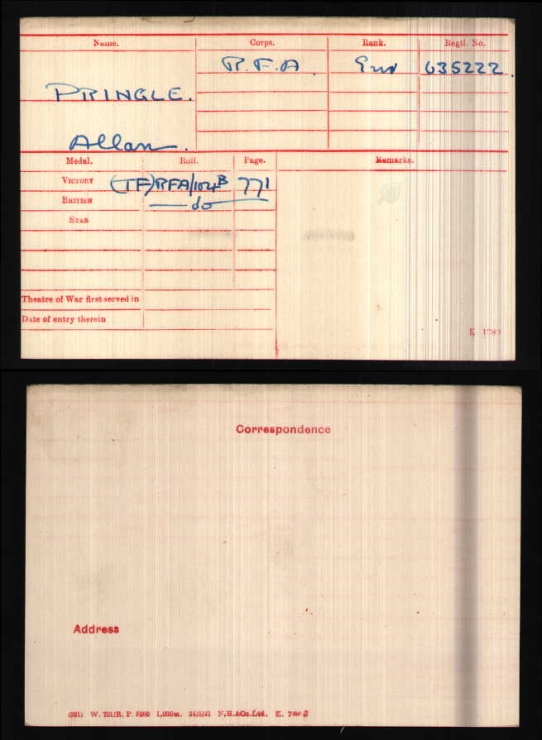 Name. Corps. Rank. Regtl. No.
R.F.A. Gnr 635222.
PRINGLE.
Allan.
Medal. Roll. Page. Remarks.
VICTORY (TF)RFA/104B 771
BRITISH — do —
STAR
Theatre of War first served in
Date of entry therein
Correspondence
Address